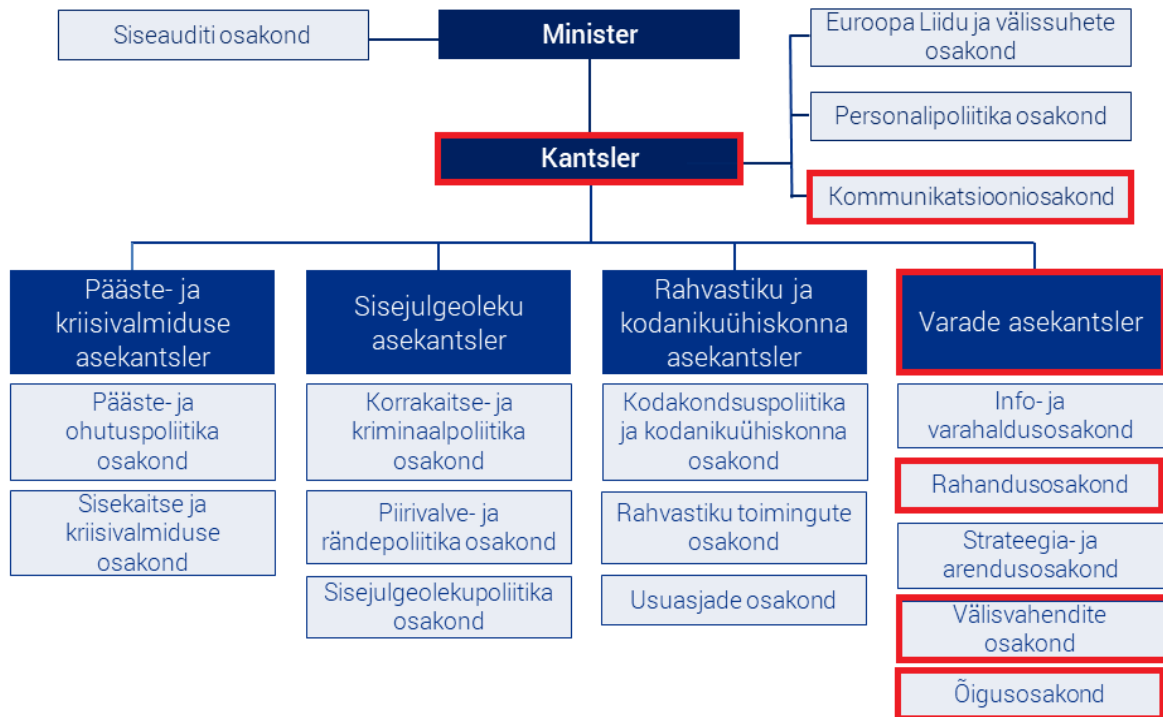 Siseauditi osakond
Minister
Euroopa Liidu ja välissuhete
osakond
Personalipoliitika osakond
Kantsler
Kommunikatsiooniosakond
Pääste- ja
kriisivalmiduse
asekantsler
Pääste- ja
ohutuspoliitika
osakond
Sisekaitse ja
kriisivalmiduse
osakond
Sisejulgeoleku
asekantsler
Korrakaitse- ja
kriminaalpoliitika
osakond
Piirivalve- ja
rändepoliitika osakond
Sisejulgeolekupoliitika
osakond
Rahvastiku ja
kodanikuühiskonna
asekantsler
Kodakondsuspoliitika
ja kodanikuühiskonna
osakond
Rahvastiku toimingute
osakond
Usuasjade osakond
Varade asekantsler
Info- ja
varahaldusosakond
Rahandusosakond
Strateegia- ja
arendusosakond
Välisvahendite
osakond
Õigusosakond